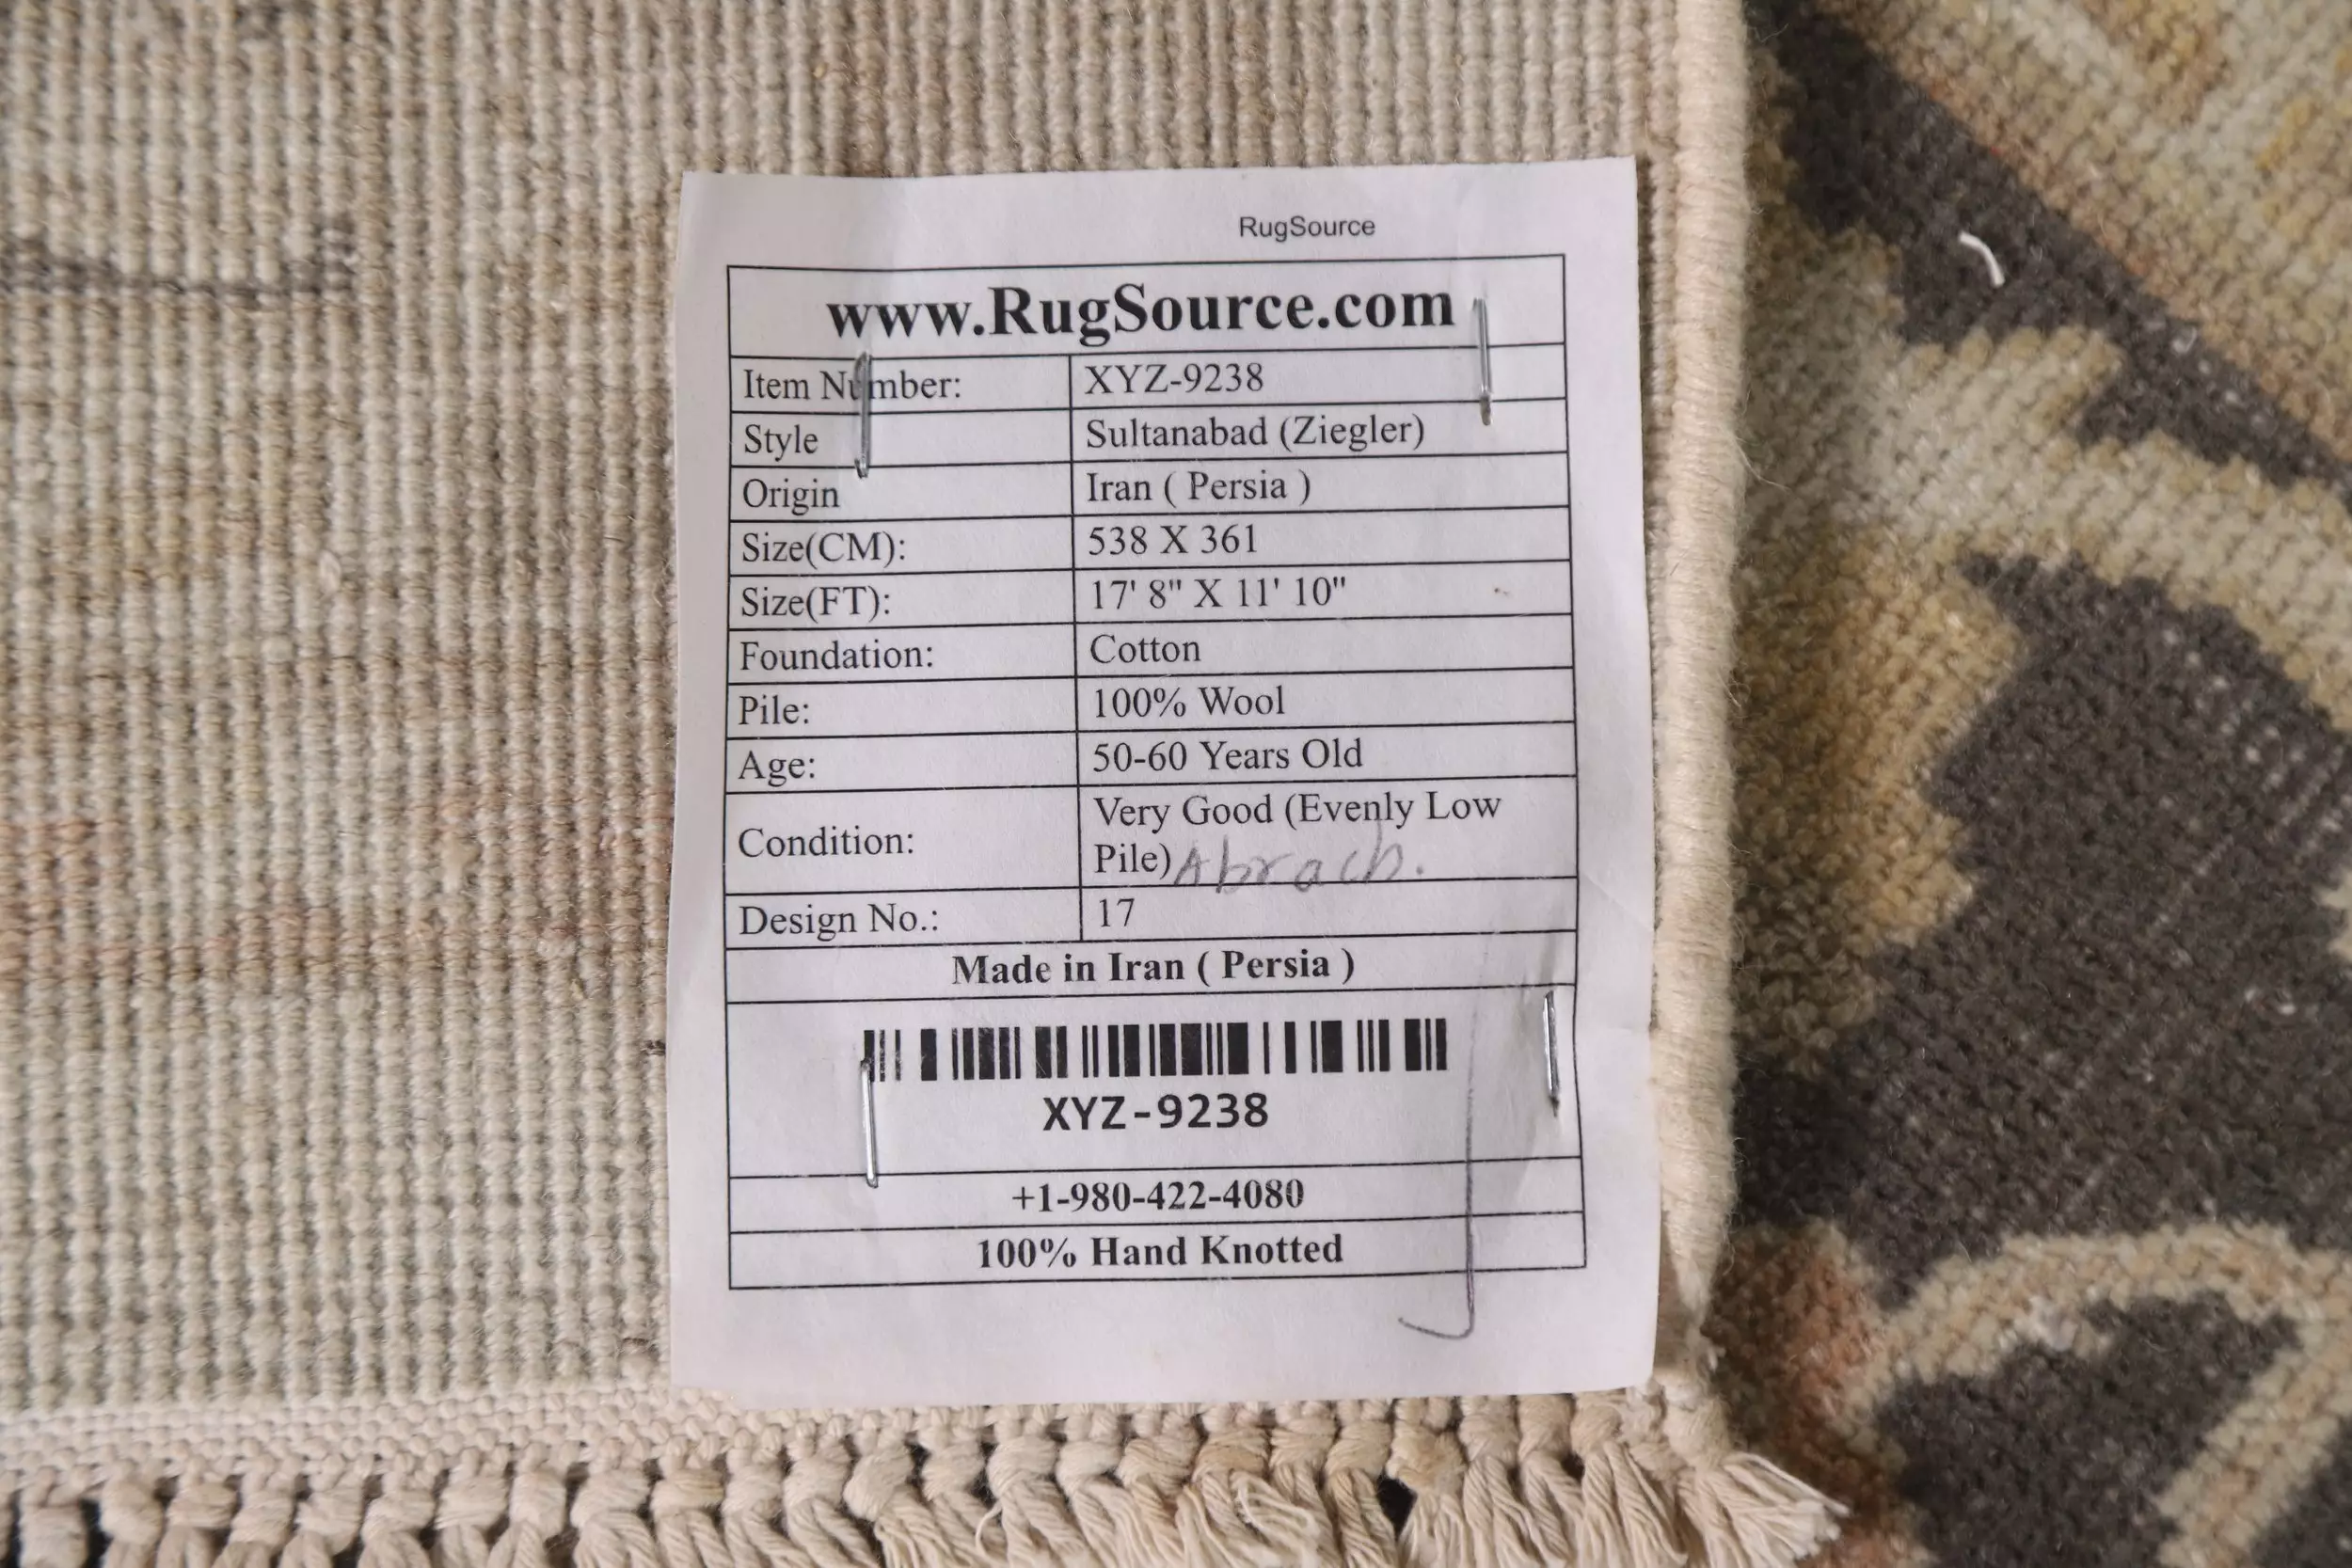 RugSource
www.RugSource.com
Item Number: XYZ-9238
Style Sultanabad (Ziegler)
Origin Iran ( Persia )
Size(CM): 538 X 361
Size(FT): 17' 8" X 11' 10"
Foundation: Cotton
Pile: 100% Wool
Age: 50-60 Years Old
Condition: Very Good (Evenly Low
Pile) Abrach.
Design No.: 17
Made in Iran ( Persia )
XYZ-9238
+1-980-422-4080
100% Hand Knotted